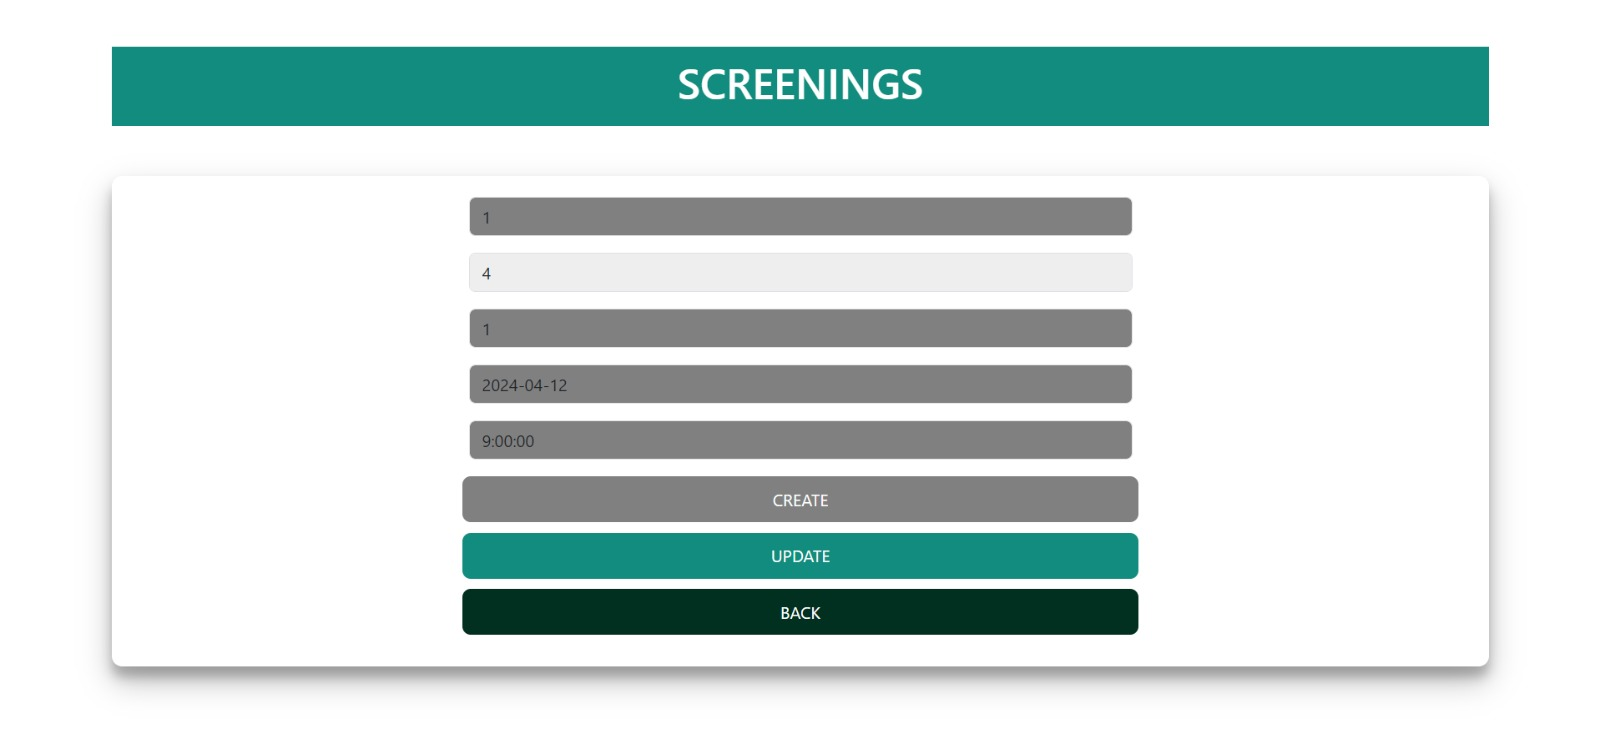 SCREENINGS
1
4
1
2024-04-12
9:00:00
CREATE
UPDATE
BACK